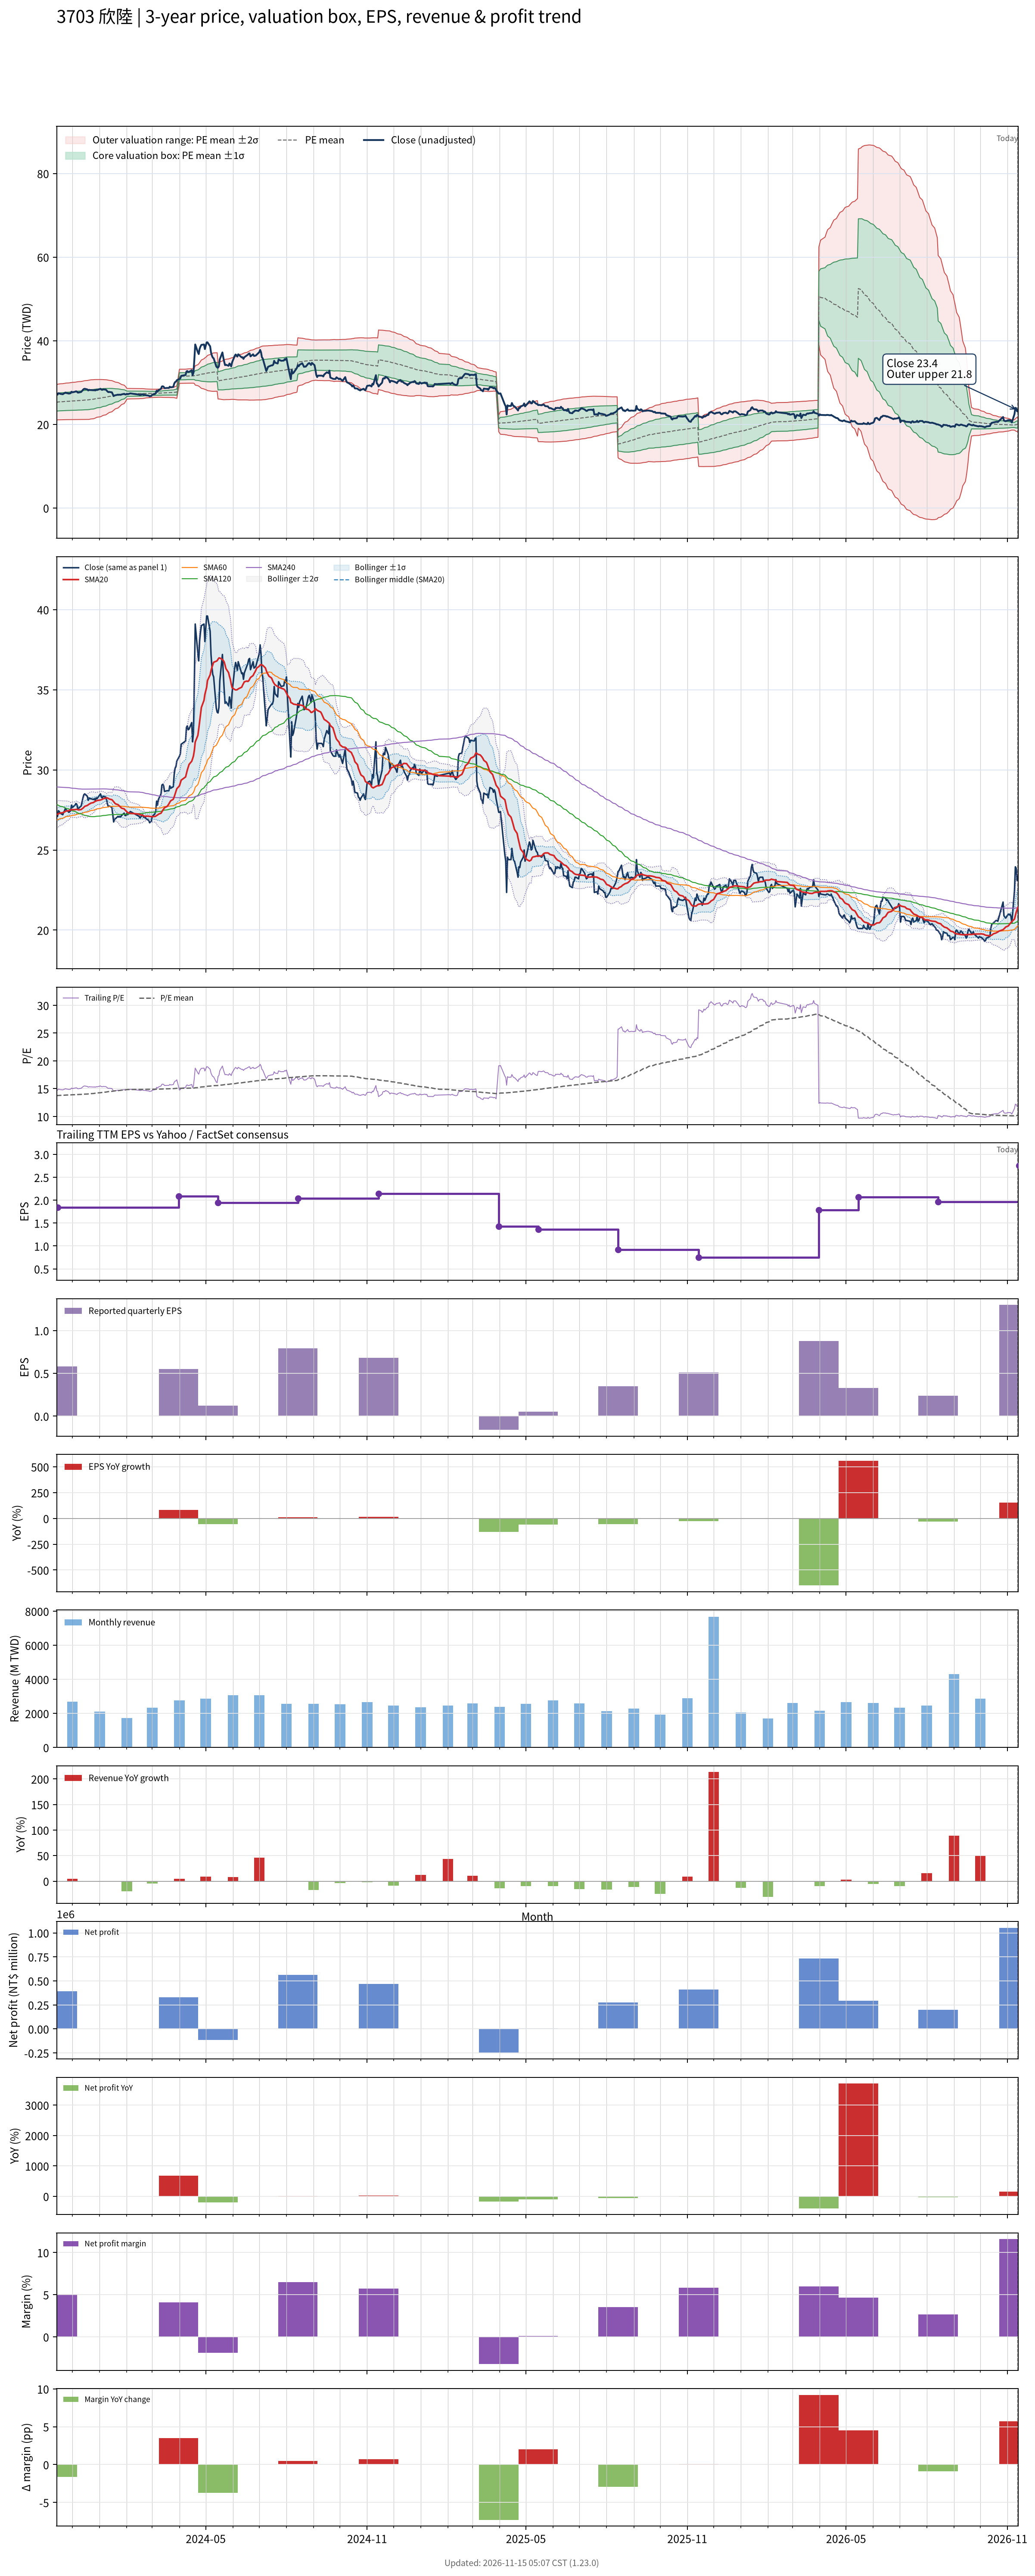 3703 欣陸 | 3-year price, valuation box, EPS, revenue & profit trend
Outer valuation range: PE mean ±2σ
Core valuation box: PE mean ±1σ
PE mean
Close (unadjusted)
Today
80
60
40
20
0
Price (TWD)
Close 23.4
Outer upper 21.8
Close (same as panel 1)
SMA20
SMA60
SMA120
SMA240
Bollinger ±2σ
Bollinger ±1σ
Bollinger middle (SMA20)
40
35
30
25
20
Price
Trailing P/E
P/E mean
30
25
20
15
10
P/E
Trailing TTM EPS vs Yahoo / FactSet consensus
Today
3.0
2.5
2.0
1.5
1.0
0.5
EPS
Reported quarterly EPS
1.0
0.5
0.0
EPS
EPS YoY growth
500
250
0
-250
-500
YoY (%)
Monthly revenue
8000
6000
4000
2000
0
Revenue (M TWD)
Revenue YoY growth
200
150
100
50
0
YoY (%)
Month
1e6
Net profit
1.00
0.75
0.50
0.25
0.00
-0.25
Net profit (NT$ million)
Net profit YoY
3000
2000
1000
0
YoY (%)
Net profit margin
10
5
0
Margin (%)
Margin YoY change
10
5
0
-5
Δ margin (pp)
2024-05
2024-11
2025-05
2025-11
2026-05
2026-11
Updated: 2026-11-15 05:07 CST (1.23.0)